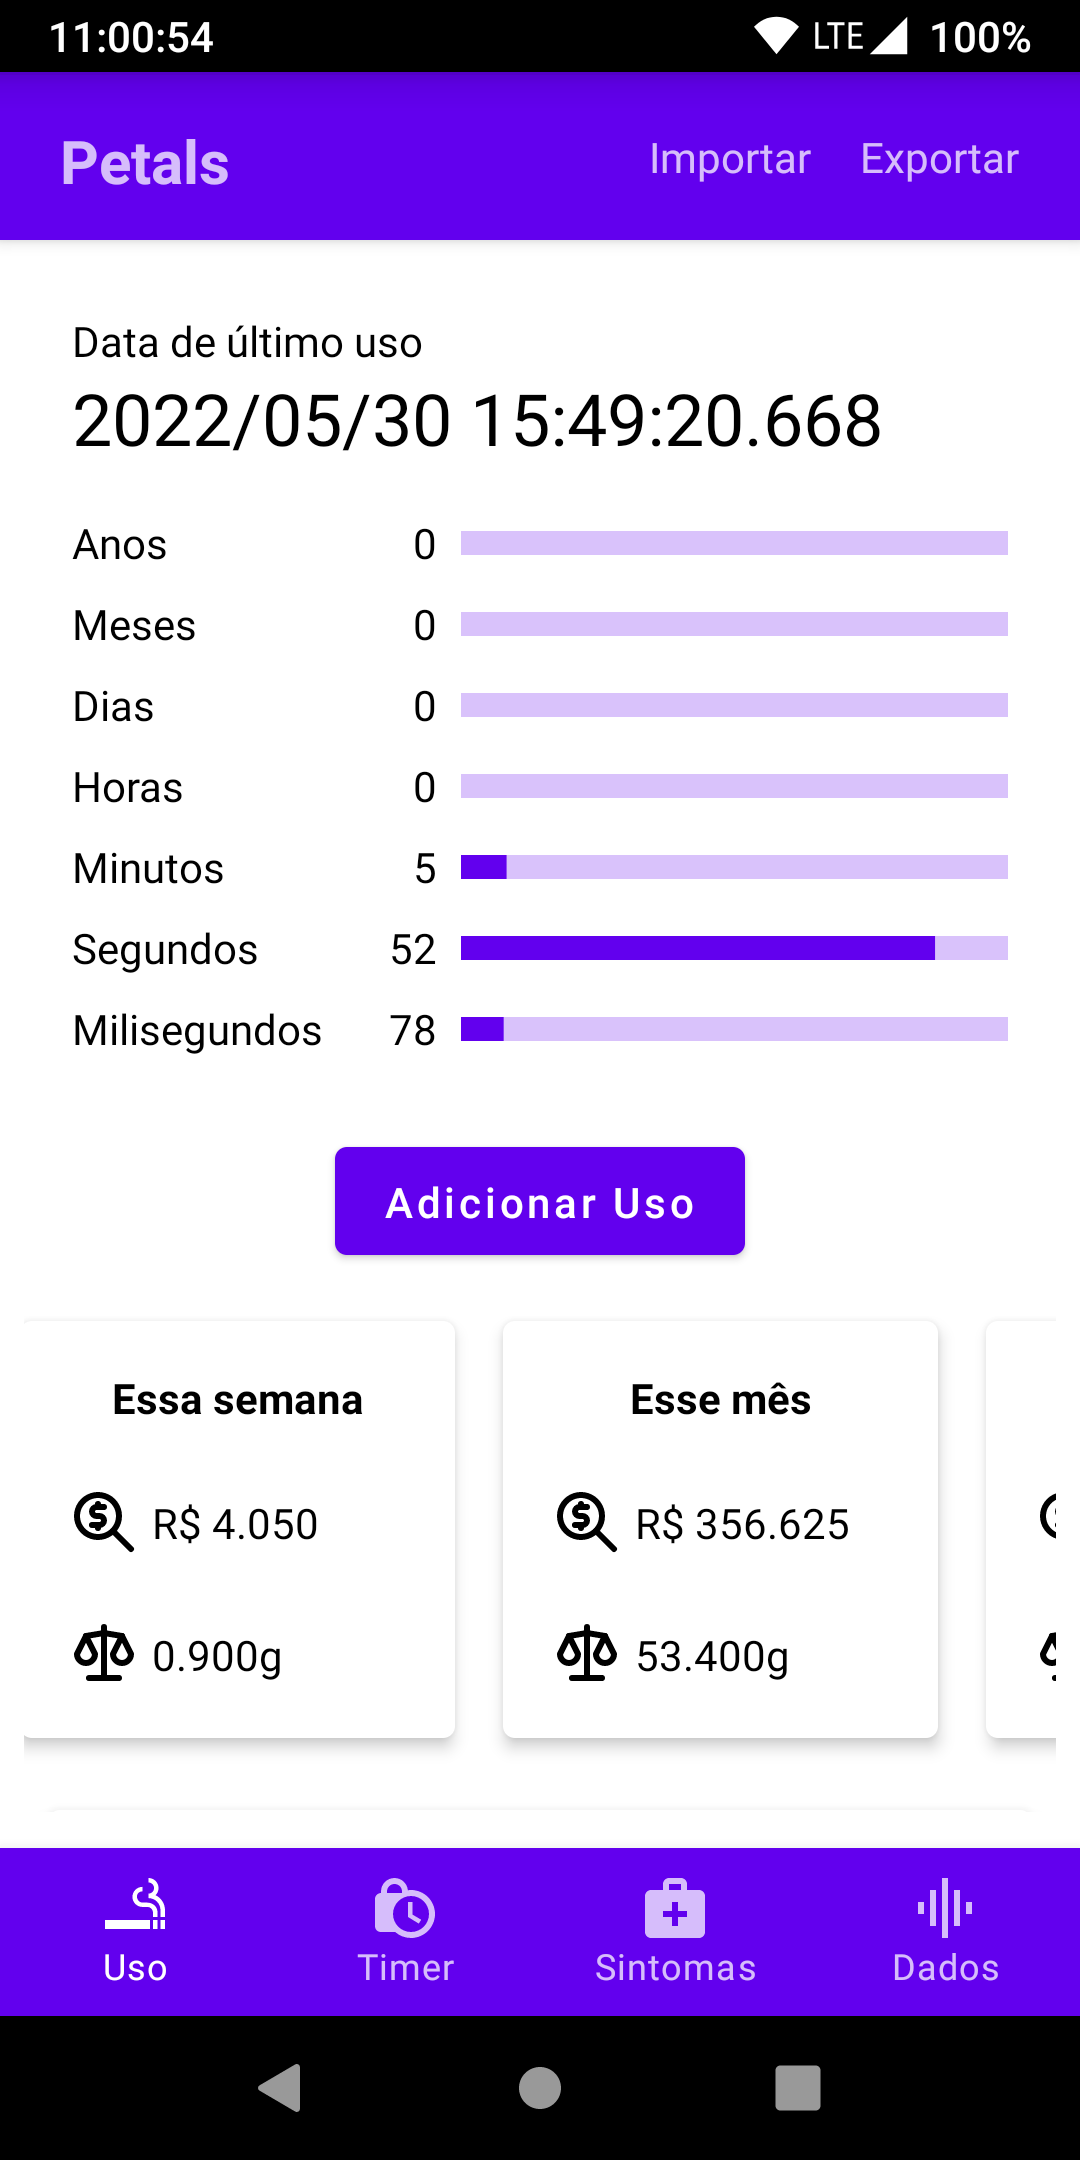 11:00:54 LTE 100%
Petals Importar Exportar
Data de último uso
2022/05/30 15:49:20.668
Anos 0
Meses 0
Dias 0
Horas 0
Minutos 5
Segundos 52
Milisegundos 78
Adicionar Uso
Essa semana
R$ 4.050
0.900g
Esse mês
R$ 356.625
53.400g
Uso Timer Sintomas Dados